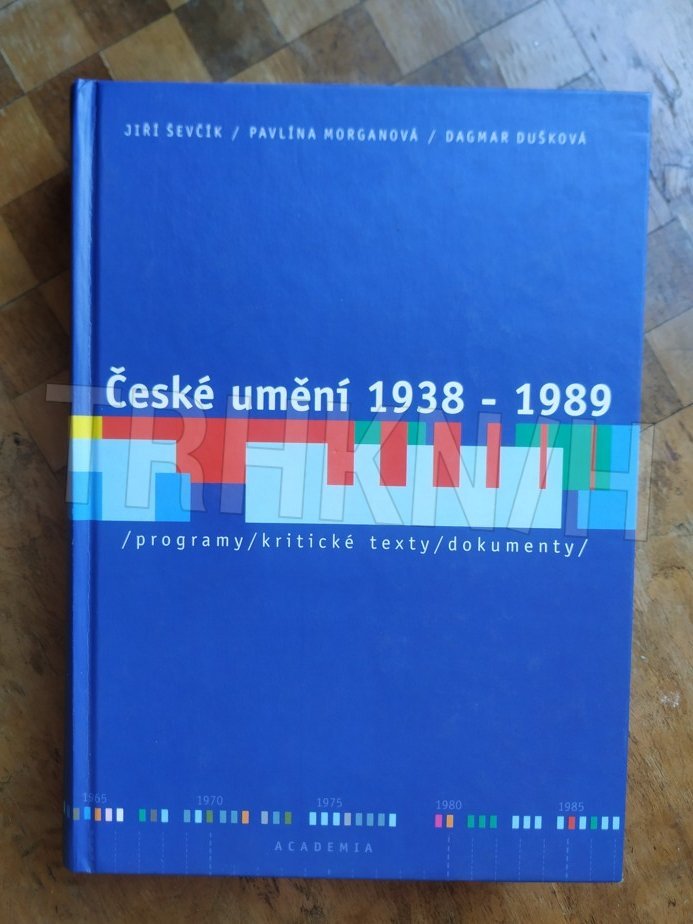 JIŘÍ ŠEVČÍK / PAVLÍNA MORGANOVÁ / DAGMAR DUŠKOVÁ
České umění 1938 – 1989
TRHKNIH
/programy/kritické texty/dokumenty/
1965 1970 1975 1980 1985
ACADEMIA